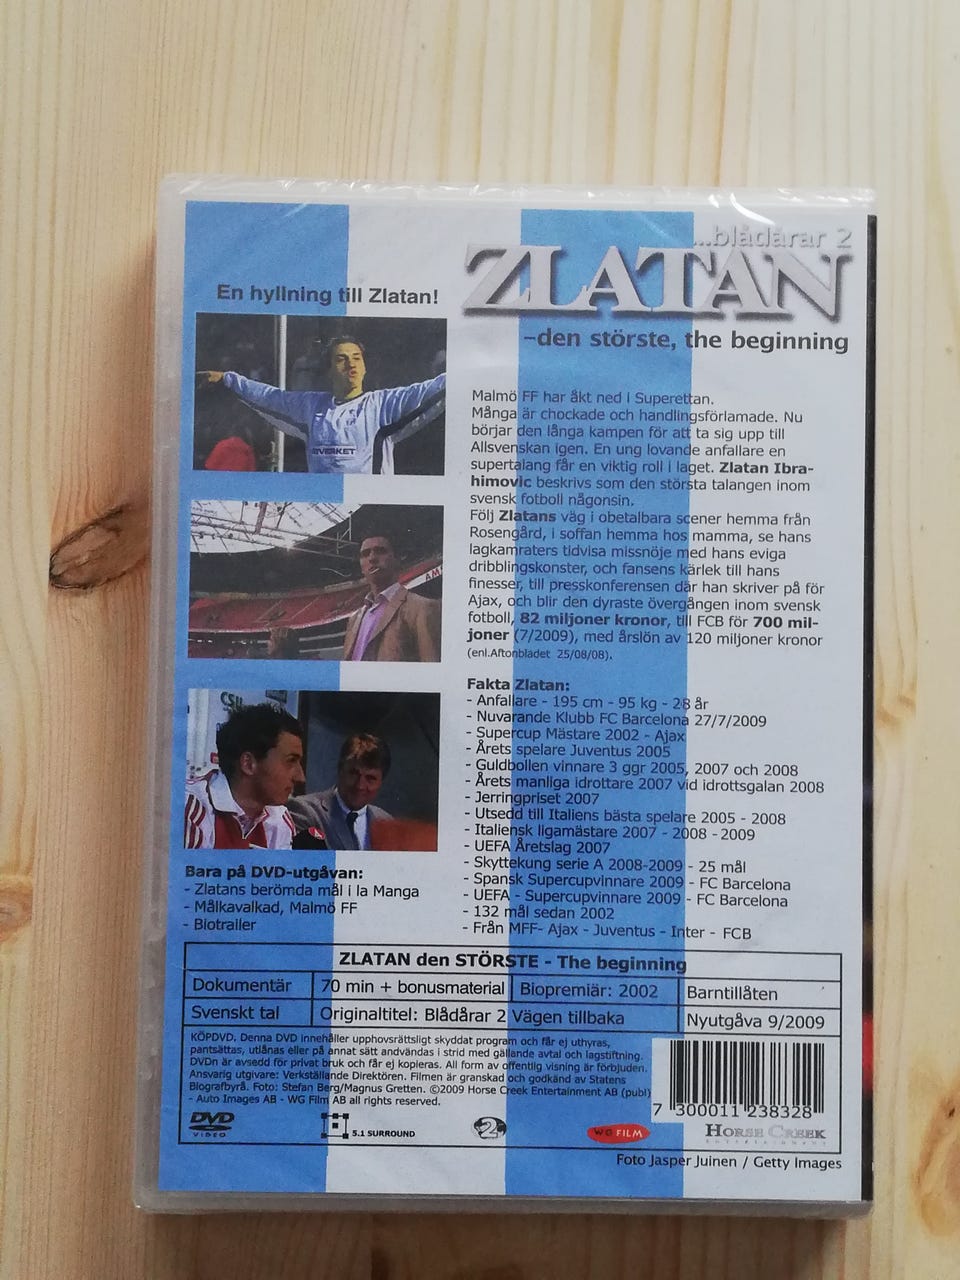 ...blådårar 2
ZLATAN
–den störste, the beginning
En hyllning till Zlatan!
Malmö FF har åkt ned i Superettan.
Många är chockade och handlingsförlamade. Nu
börjar den långa kampen för att ta sig upp till
Allsvenskan igen. En ung lovande anfallare en
supertalang får en viktig roll i laget. Zlatan Ibra-
himovic beskrivs som den största talangen inom
svensk fotboll någonsin.
Följ Zlatans väg i obetalbara scener hemma från
Rosengård, i soffan hemma hos mamma, se hans
lagkamraters tidvisa missnöje med hans eviga
dribblingskonster, och fansens kärlek till hans
finesser, till presskonferensen där han skriver på för
Ajax, och blir den dyraste övergången inom svensk
fotboll, 82 miljoner kronor, till FCB för 700 mil-
joner (7/2009), med årslön av 120 miljoner kronor
(enl.Aftonbladet 25/08/08).
Fakta Zlatan:
- Anfallare - 195 cm - 95 kg - 28 år
- Nuvarande Klubb FC Barcelona 27/7/2009
- Supercup Mästare 2002 - Ajax
- Årets spelare Juventus 2005
- Guldbollen vinnare 3 ggr 2005, 2007 och 2008
- Årets manliga idrottare 2007 vid idrottsgalan 2008
- Jerringpriset 2007
- Utsedd till Italiens bästa spelare 2005 - 2008
- Italiensk ligamästare 2007 - 2008 -2009
- UEFA Åretslag 2007
- Skyttekung serie A 2008-2009 - 25 mål
- Spansk Supercupvinnare 2009 - FC Barcelona
- UEFA - Supercupvinnare 2009 - FC Barcelona
- 132 mål sedan 2002
- Från MFF- Ajax - Juventus - Inter - FCB
Bara på DVD-utgåvan:
- Zlatans berömda mål i la Manga
- Målkavalkad, Malmö FF
- Biotrailer
ZLATAN den STÖRSTE - The beginning
Dokumentär
70 min + bonusmaterial
Biopremiär: 2002
Barntillåten
Svenskt tal
Originaltitel: Blådårar 2 Vägen tillbaka
Nyutgåva 9/2009
KÖPDVD. Denna DVD innehåller upphovsrättsligt skyddat program och får ej uthyras,
pantsättas, utlånas eller på annat sätt användas i strid med gällande avtal och lagstiftning.
DVDn är avsedd för privat bruk och får ej kopieras. All form av offentlig visning är förbjuden.
Ansvarig utgivare: Verkställande Direktören. Filmen är granskad och godkänd av Statens
Biografbyrå. Foto: Stefan Berg/Magnus Gretten. ©2009 Horse Creek Entertainment AB (publ)
- Auto Images AB - WG Film AB all rights reserved.
7 300011 238328
DVD
VIDEO
5.1 SURROUND
2
WG FILM
HORSE CREEK
ENTERTAINMENT
Foto Jasper Juinen / Getty Images